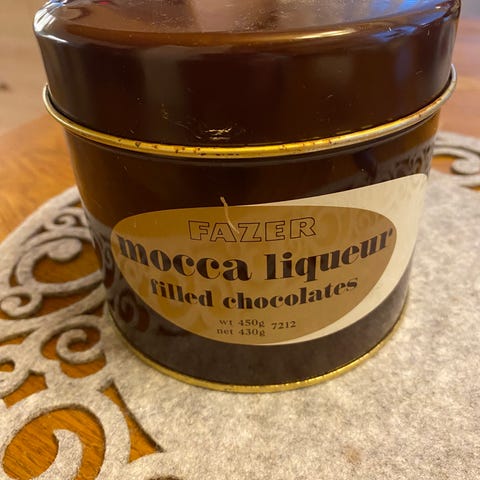 FAZER
mocca liqueur
filled chocolates
wt 450g 7212
net 430g